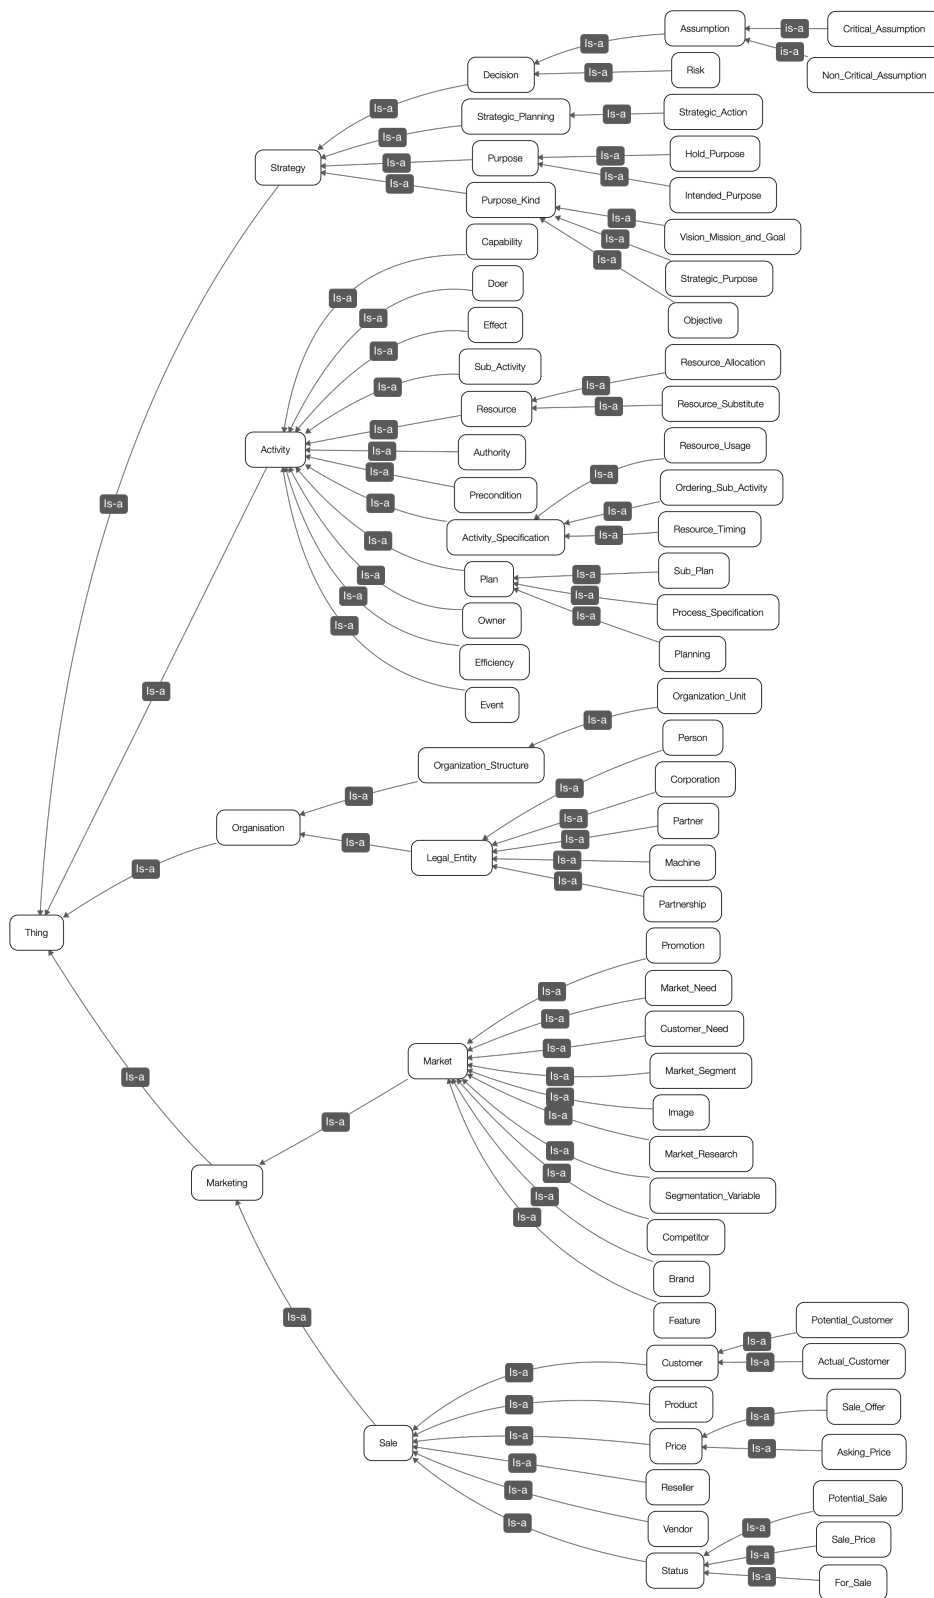 Assumption
is-a
Critical_Assumption
is-a
Non_Critical_Assumption
Is-a
Decision
Is-a
Risk
Is-a
Strategic_Planning
Is-a
Strategic_Action
Is-a
Strategy
Is-a
Purpose
Is-a
Hold_Purpose
Is-a
Intended_Purpose
Is-a
Purpose_Kind
Is-a
Vision_Mission_and_Goal
Is-a
Strategic_Purpose
Is-a
Objective
Capability
Is-a
Doer
Is-a
Effect
Is-a
Sub_Activity
Is-a
Resource
Is-a
Resource_Allocation
Is-a
Resource_Substitute
Is-a
Activity
Authority
Is-a
Precondition
Is-a
Activity_Specification
Is-a
Resource_Usage
Is-a
Ordering_Sub_Activity
Is-a
Resource_Timing
Is-a
Plan
Is-a
Sub_Plan
Is-a
Process_Specification
Is-a
Planning
Is-a
Owner
Is-a
Efficiency
Is-a
Event
Is-a
Is-a
Is-a
Organization_Unit
Is-a
Organization_Structure
Is-a
Organisation
Is-a
Legal_Entity
Is-a
Person
Is-a
Corporation
Is-a
Partner
Is-a
Machine
Is-a
Partnership
Is-a
Thing
Promotion
Is-a
Market_Need
Is-a
Customer_Need
Is-a
Market
Market_Segment
Is-a
Image
Is-a
Market_Research
Is-a
Segmentation_Variable
Is-a
Competitor
Is-a
Brand
Is-a
Feature
Is-a
Is-a
Is-a
Marketing
Is-a
Customer
Is-a
Potential_Customer
Is-a
Actual_Customer
Is-a
Product
Is-a
Sale
Price
Is-a
Sale_Offer
Is-a
Asking_Price
Is-a
Reseller
Is-a
Vendor
Is-a
Status
Is-a
Potential_Sale
Is-a
Sale_Price
Is-a
For_Sale